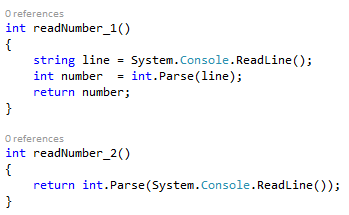 0 references
int readNumber_1()
{
    string line = System.Console.ReadLine();
    int number  = int.Parse(line);
    return number;
}
0 references
int readNumber_2()
{
    return int.Parse(System.Console.ReadLine());
}